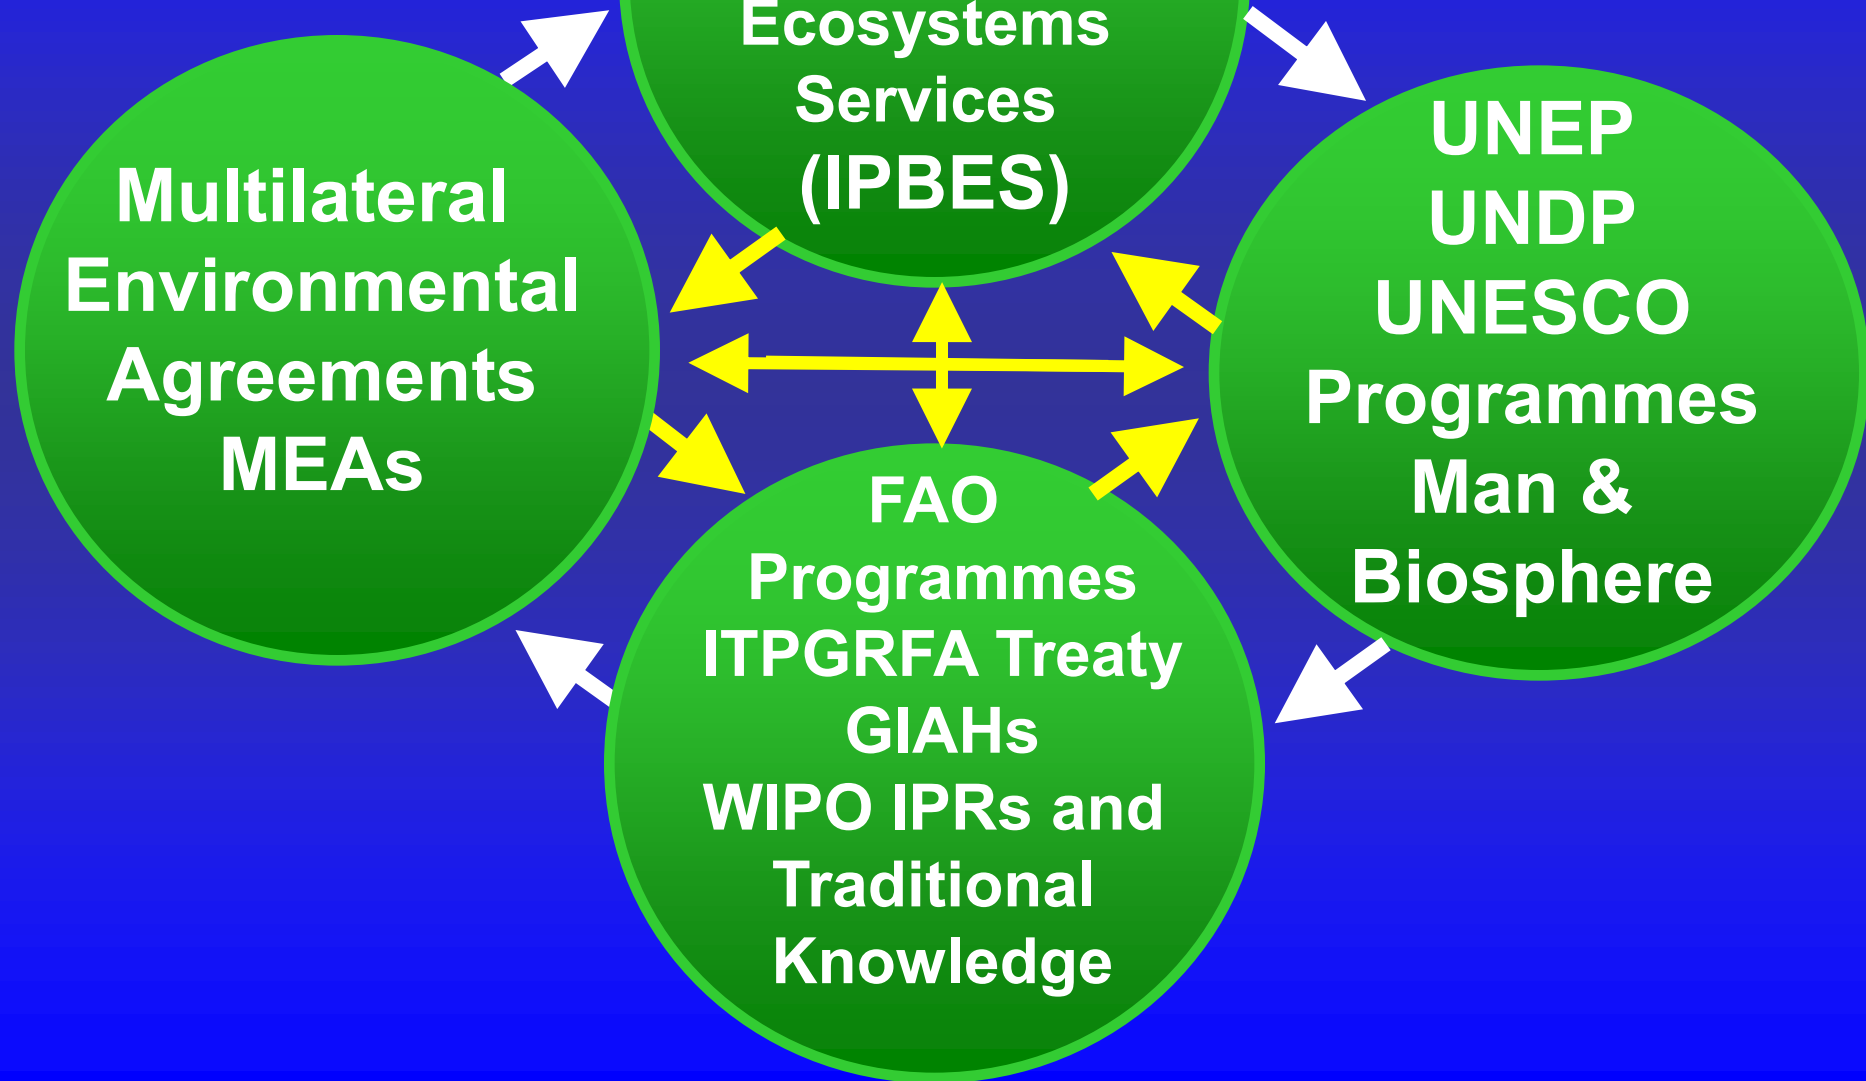 Ecosystems
Services
(IPBES)
Multilateral
Environmental
Agreements
MEAs
UNEP
UNDP
UNESCO
Programmes
Man &
Biosphere
FAO
Programmes
ITPGRFA Treaty
GIAHs
WIPO IPRs and
Traditional
Knowledge